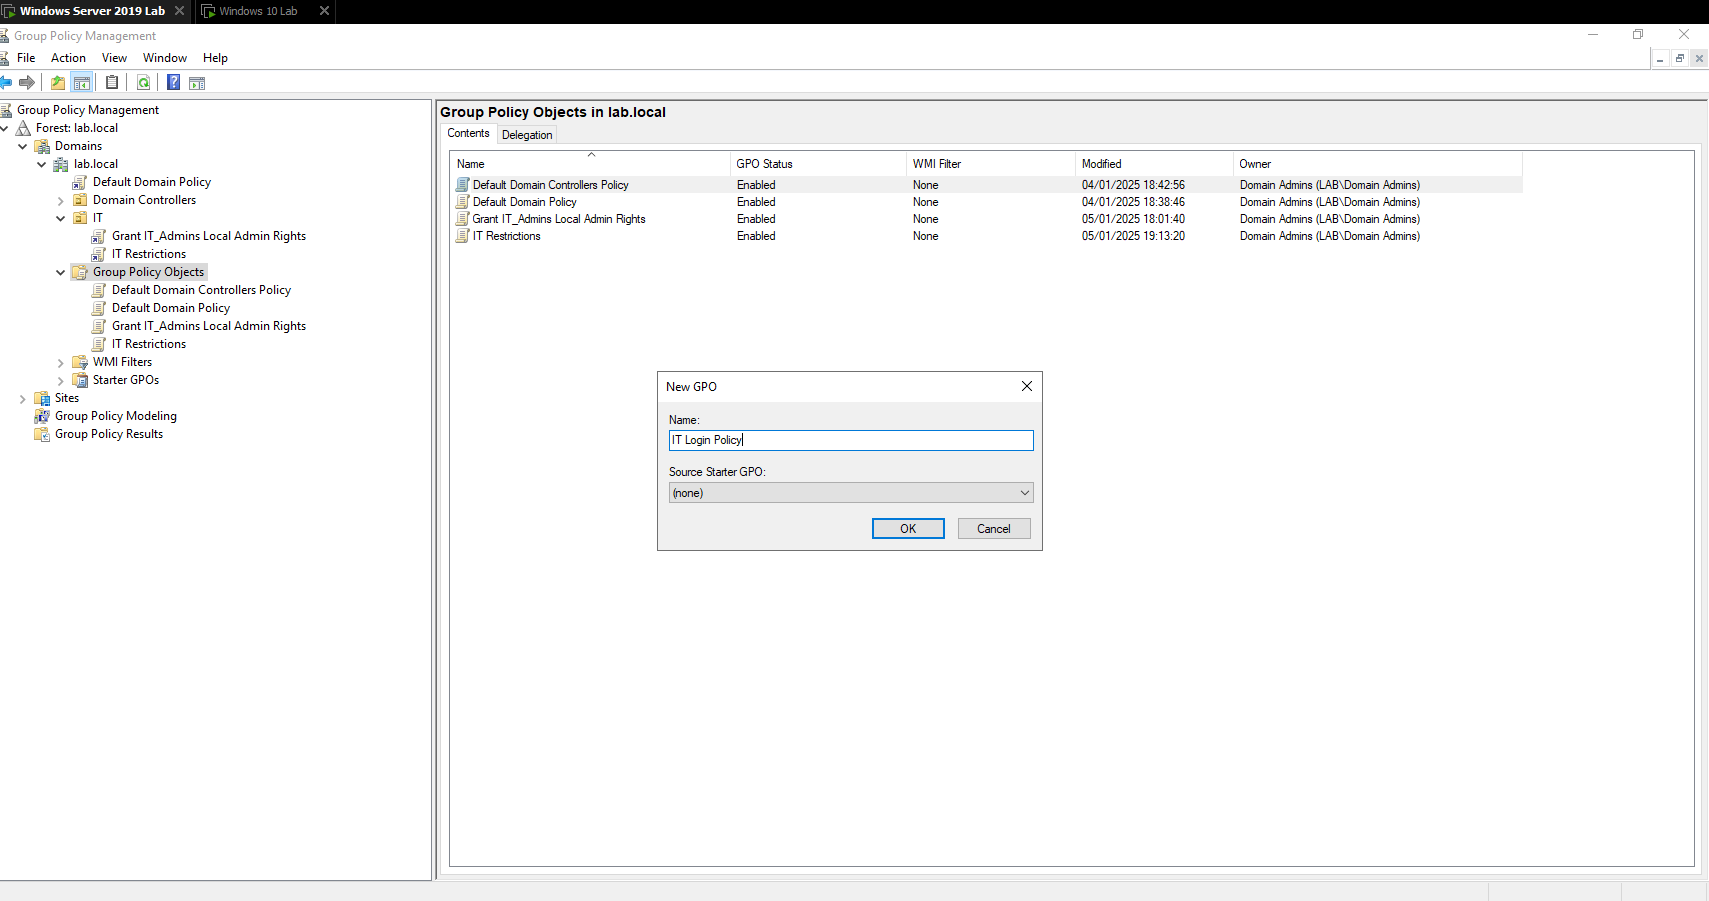 Windows Server 2019 Lab
Windows 10 Lab
Group Policy Management
File Action View Window Help
Group Policy Management
Forest: lab.local
Domains
lab.local
Default Domain Policy
Domain Controllers
IT
Grant IT_Admins Local Admin Rights
IT Restrictions
Group Policy Objects
Default Domain Controllers Policy
Default Domain Policy
Grant IT_Admins Local Admin Rights
IT Restrictions
WMI Filters
Starter GPOs
Sites
Group Policy Modeling
Group Policy Results
Group Policy Objects in lab.local
Contents Delegation
Name GPO Status WMI Filter Modified Owner
Default Domain Controllers Policy Enabled None 04/01/2025 18:42:56 Domain Admins (LAB\Domain Admins)
Default Domain Policy Enabled None 04/01/2025 18:38:46 Domain Admins (LAB\Domain Admins)
Grant IT_Admins Local Admin Rights Enabled None 05/01/2025 18:01:40 Domain Admins (LAB\Domain Admins)
IT Restrictions Enabled None 05/01/2025 19:13:20 Domain Admins (LAB\Domain Admins)
New GPO
Name:
IT Login Policy
Source Starter GPO:
(none)
OK Cancel